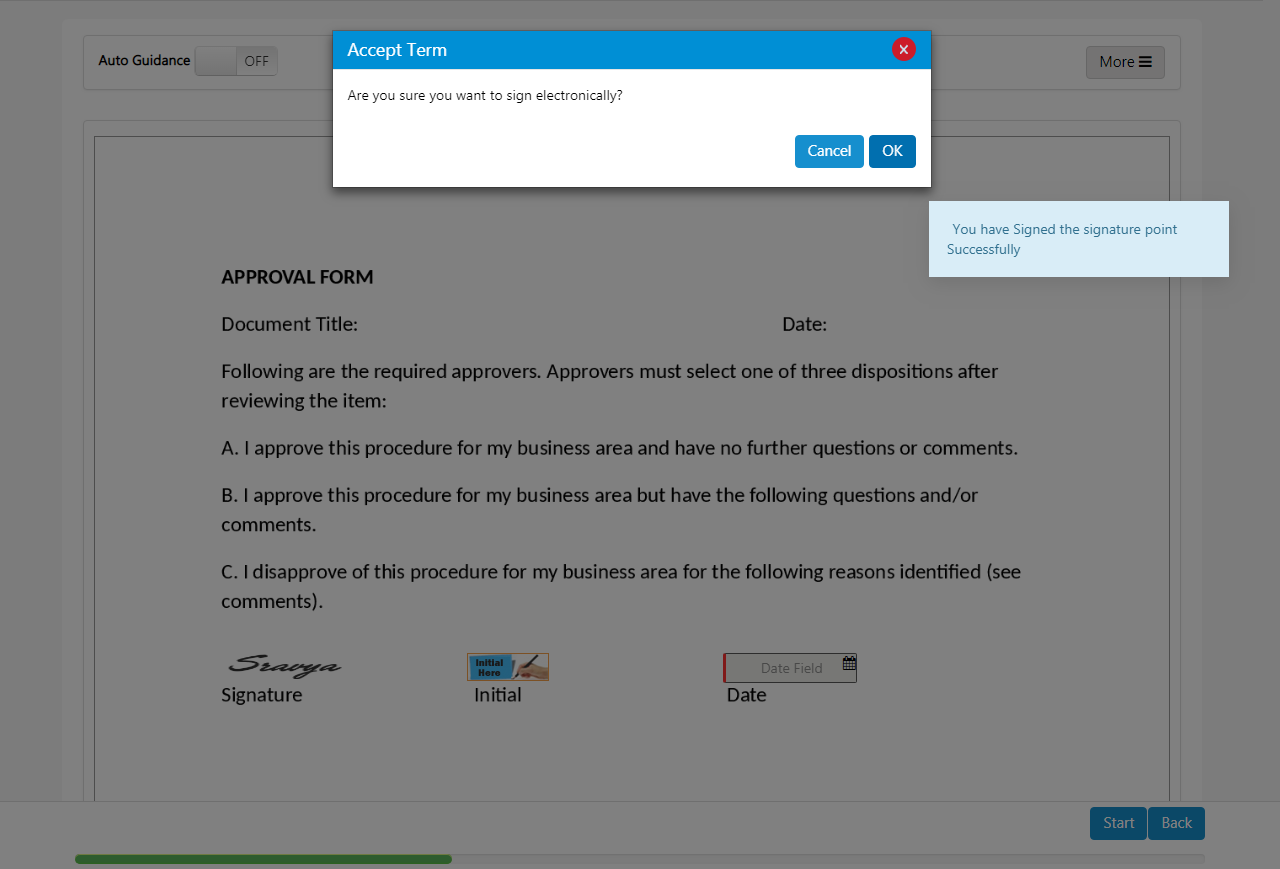 Accept Term
Auto Guidance OFF
More
Are you sure you want to sign electronically?
Cancel OK
You have Signed the signature point
Successfully
APPROVAL FORM
Document Title: Date:
Following are the required approvers. Approvers must select one of three dispositions after
reviewing the item:
A. I approve this procedure for my business area and have no further questions or comments.
B. I approve this procedure for my business area but have the following questions and/or
comments.
C. I disapprove of this procedure for my business area for the following reasons identified (see
comments).
Sravya
Initial
Here
Date Field
Signature Initial Date
Start Back